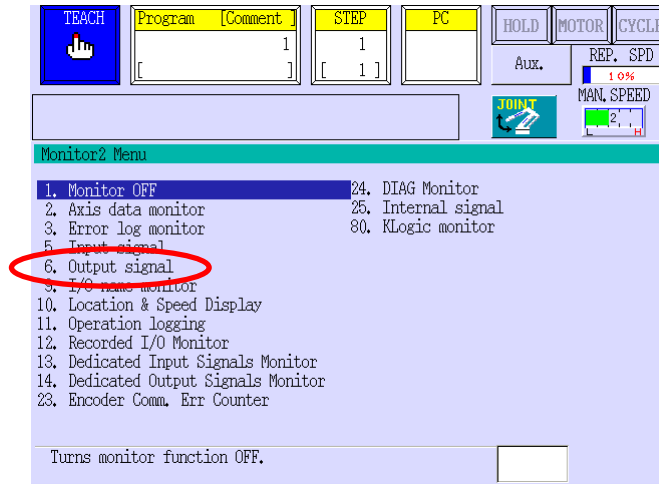 TEACH
Program [Comment ]
1
[ ]
STEP
1
[ 1 ]
PC
HOLD
MOTOR
CYCLE
Aux.
REP. SPD
10%
JOINT
MAN.SPEED
2
L H
Monitor2 Menu
1. Monitor OFF
2. Axis data monitor
3. Error log monitor
5. Input signal
6. Output signal
9. I/O name monitor
10. Location & Speed Display
11. Operation logging
12. Recorded I/O Monitor
13. Dedicated Input Signals Monitor
14. Dedicated Output Signals Monitor
23. Encoder Comm. Err Counter
24. DIAG Monitor
25. Internal signal
80. KLogic monitor
Turns monitor function OFF.